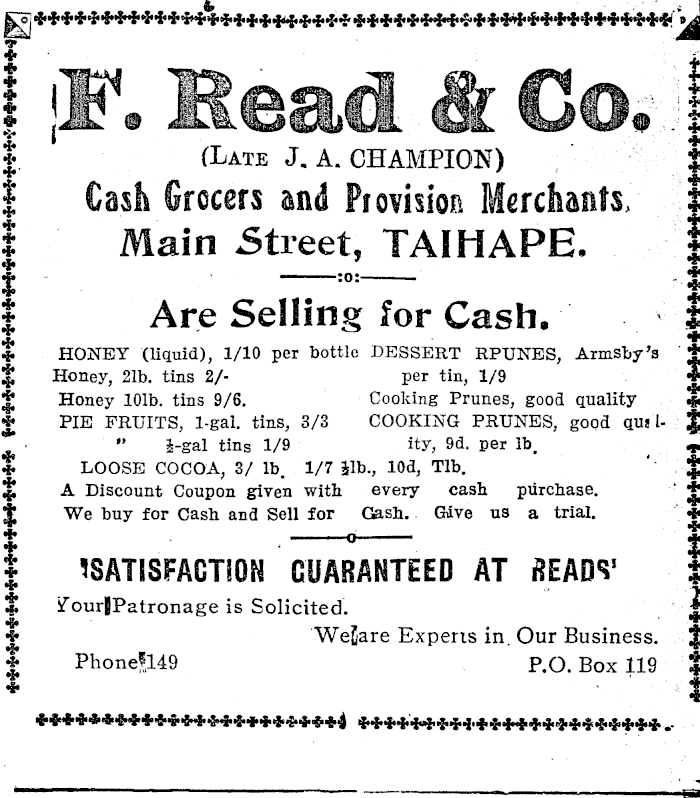 F. Read & Co.
(LATE J. A. CHAMPION)
Cash Grocers and Provision Merchants,
Main Street, TAIHAPE.
——:o:——
Are Selling for Cash.
HONEY (liquid), 1/10 per bottle
Honey, 2lb. tins 2/-
Honey 10lb. tins 9/6.
PIE FRUITS, 1-gal. tins, 3/3
" ½-gal tins 1/9
DESSERT RPUNES, Armsby's
per tin, 1/9
Cooking Prunes, good quality
COOKING PRUNES, good qual-
ity, 9d. per lb.
LOOSE COCOA, 3/ lb. 1/7 ½lb., 10d, Tlb.
A Discount Coupon given with every cash purchase.
We buy for Cash and Sell for Cash. Give us a trial.
——o——
'SATISFACTION GUARANTEED AT READS'
Your Patronage is Solicited.
We are Experts in Our Business.
Phone 149
P.O. Box 119